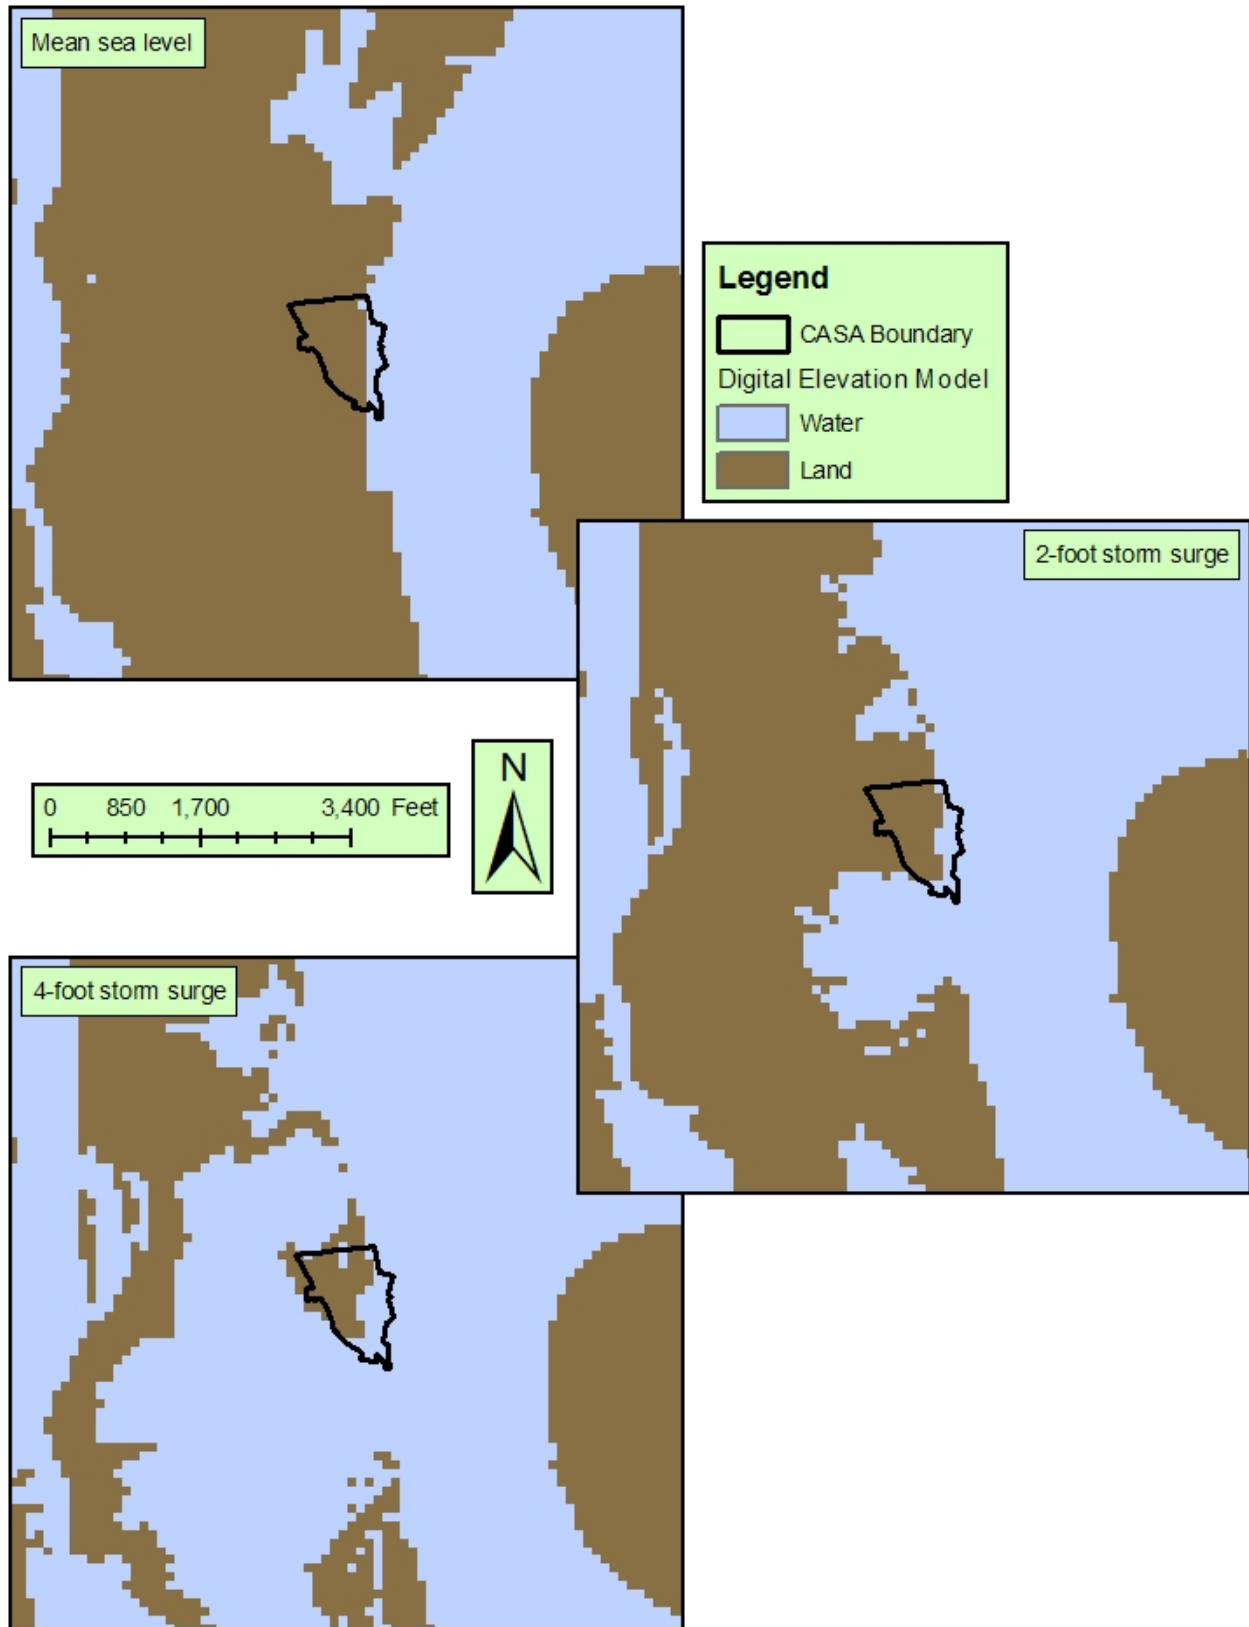 Mean sea level
Legend
CASA Boundary
Digital Elevation Model
Water
Land
2-foot storm surge
N
0 850 1,700 3,400 Feet
4-foot storm surge